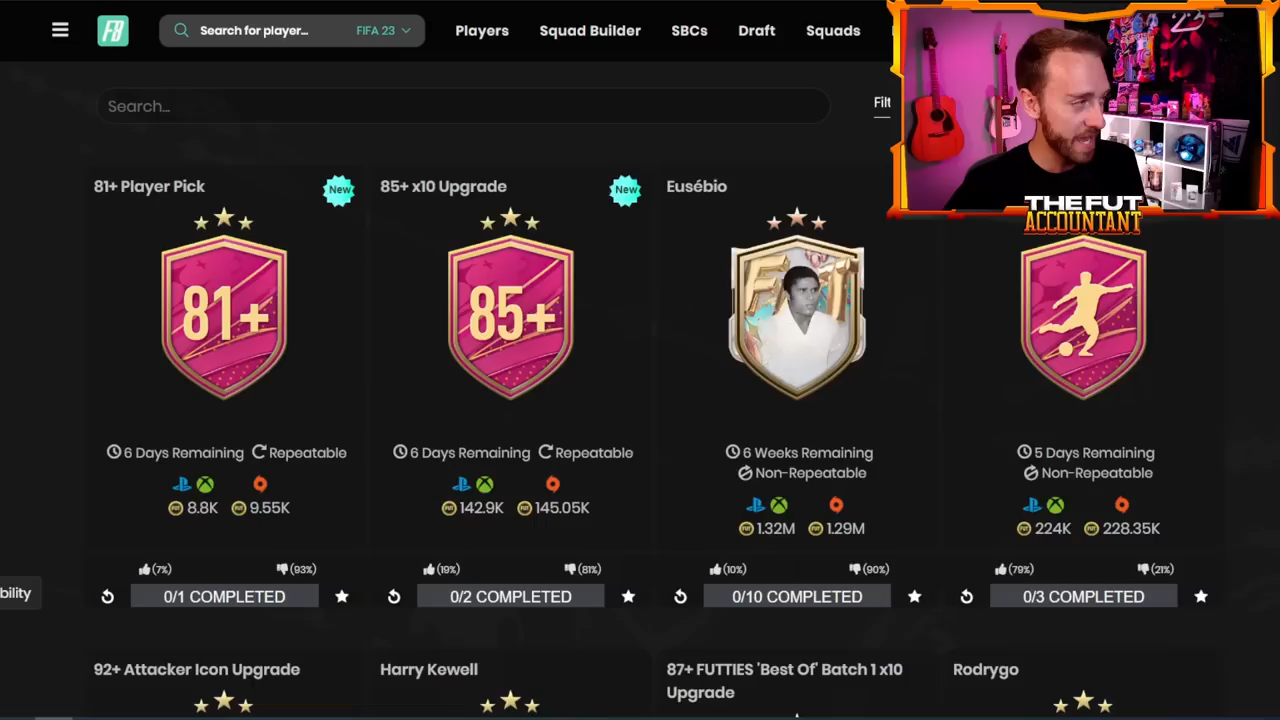 FB
Search for player...
FIFA 23
Players
Squad Builder
SBCs
Draft
Squads
Search...
Filt
THE FUT
ACCOUNTANT
81+ Player Pick
New
85+ x10 Upgrade
New
Eusébio
81+
85+
FUT
6 Days Remaining
Repeatable
6 Days Remaining
Repeatable
6 Weeks Remaining
Non-Repeatable
5 Days Remaining
Non-Repeatable
8.8K
9.55K
142.9K
145.05K
1.32M
1.29M
224K
228.35K
(7%)
(93%)
(19%)
(81%)
(10%)
(90%)
(79%)
(21%)
bility
0/1 COMPLETED
0/2 COMPLETED
0/10 COMPLETED
0/3 COMPLETED
92+ Attacker Icon Upgrade
Harry Kewell
87+ FUTTIES 'Best Of' Batch 1 x10
Upgrade
Rodrygo